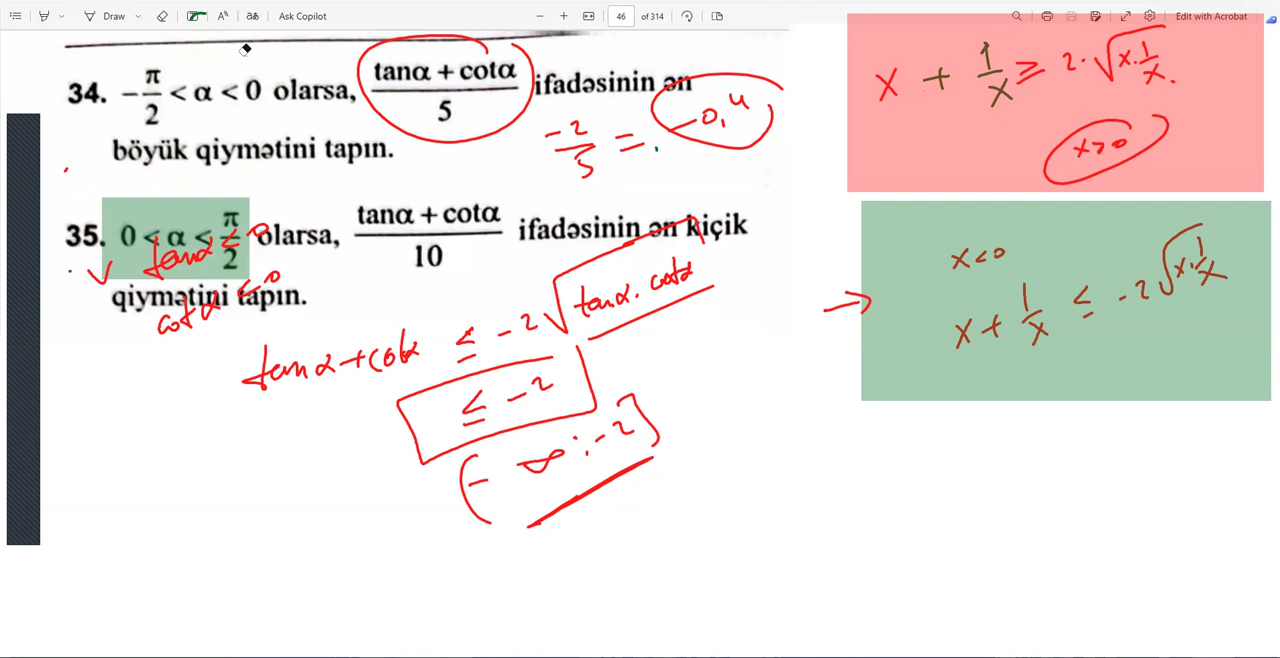 Draw
Ask Copilot
46 of 314
Edit with Acrobat
34. -π/2 < α < 0 olarsa, (tanα + cotα)/5 ifadəsinin ən
böyük qiymətini tapın.
-2/5 = -0,4
35. 0 < α < π/2 olarsa, (tanα + cotα)/10 ifadəsinin ən kiçik
qiymətini tapın.
tanα < 0
cotα < 0
tanα + cotα ≤ -2√(tanα · cotα)
≤ -2
(-∞ ; -2]
x + 1/x ≥ 2 · √(x · 1/x)
x > 0
x < 0
x + 1/x ≤ -2√(x · 1/x)